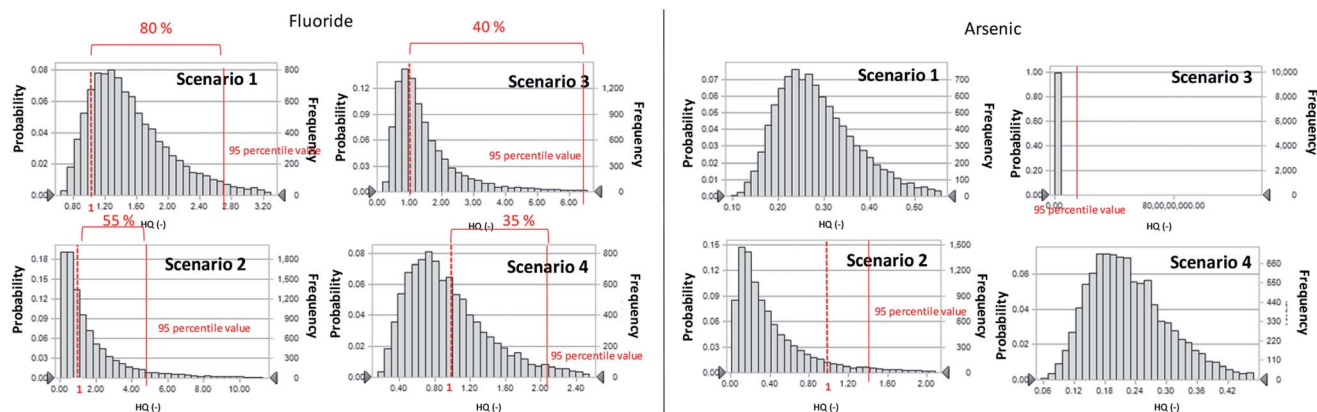 Fluoride
80 %
Scenario 1
Probability
Frequency
0.08
0.06
0.04
0.02
0.00
800
600
400
200
0
95 percentile value
0.80 1 1.20 1.60 2.00 2.40 2.80 3.20
HQ (-)
40 %
Scenario 3
Probability
Frequency
0.12
0.09
0.06
0.03
0.00
1,200
900
600
300
0
95 percentile value
0.00 1.00 2.00 3.00 4.00 5.00 6.00
1
HQ (-)
55 %
Scenario 2
Probability
Frequency
0.18
0.15
0.12
0.09
0.06
0.03
0.00
1,800
1,500
1,200
900
600
300
0
95 percentile value
0.00 1 2.00 4.00 6.00 8.00 10.00
HQ (-)
35 %
Scenario 4
Probability
Frequency
0.08
0.06
0.04
0.02
0.00
800
600
400
200
0
95 percentile value
0.40 0.80 1 1.20 1.60 2.00 2.40
HQ (-)
Arsenic
Scenario 1
Probability
Frequency
0.07
0.06
0.05
0.04
0.03
0.02
0.01
0.00
700
600
500
400
300
200
100
0
0.10 0.20 0.30 0.40 0.50
HQ (-)
Scenario 3
Probability
Frequency
1.00
0.80
0.60
0.40
0.20
0.00
10,000
8,000
6,000
4,000
2,000
0
0.00 80,00,00,000.00
95 percentile value
HQ (-)
Scenario 2
Probability
Frequency
0.15
0.12
0.09
0.06
0.03
0.00
1,500
1,200
900
600
300
0
95 percentile value
0.00 0.40 0.80 1 1.20 1.60 2.00
HQ (-)
Scenario 4
Probability
Frequency
0.06
0.04
0.02
0.00
660
550
440
330
220
110
0
0.06 0.12 0.18 0.24 0.30 0.36 0.42
HQ (-)